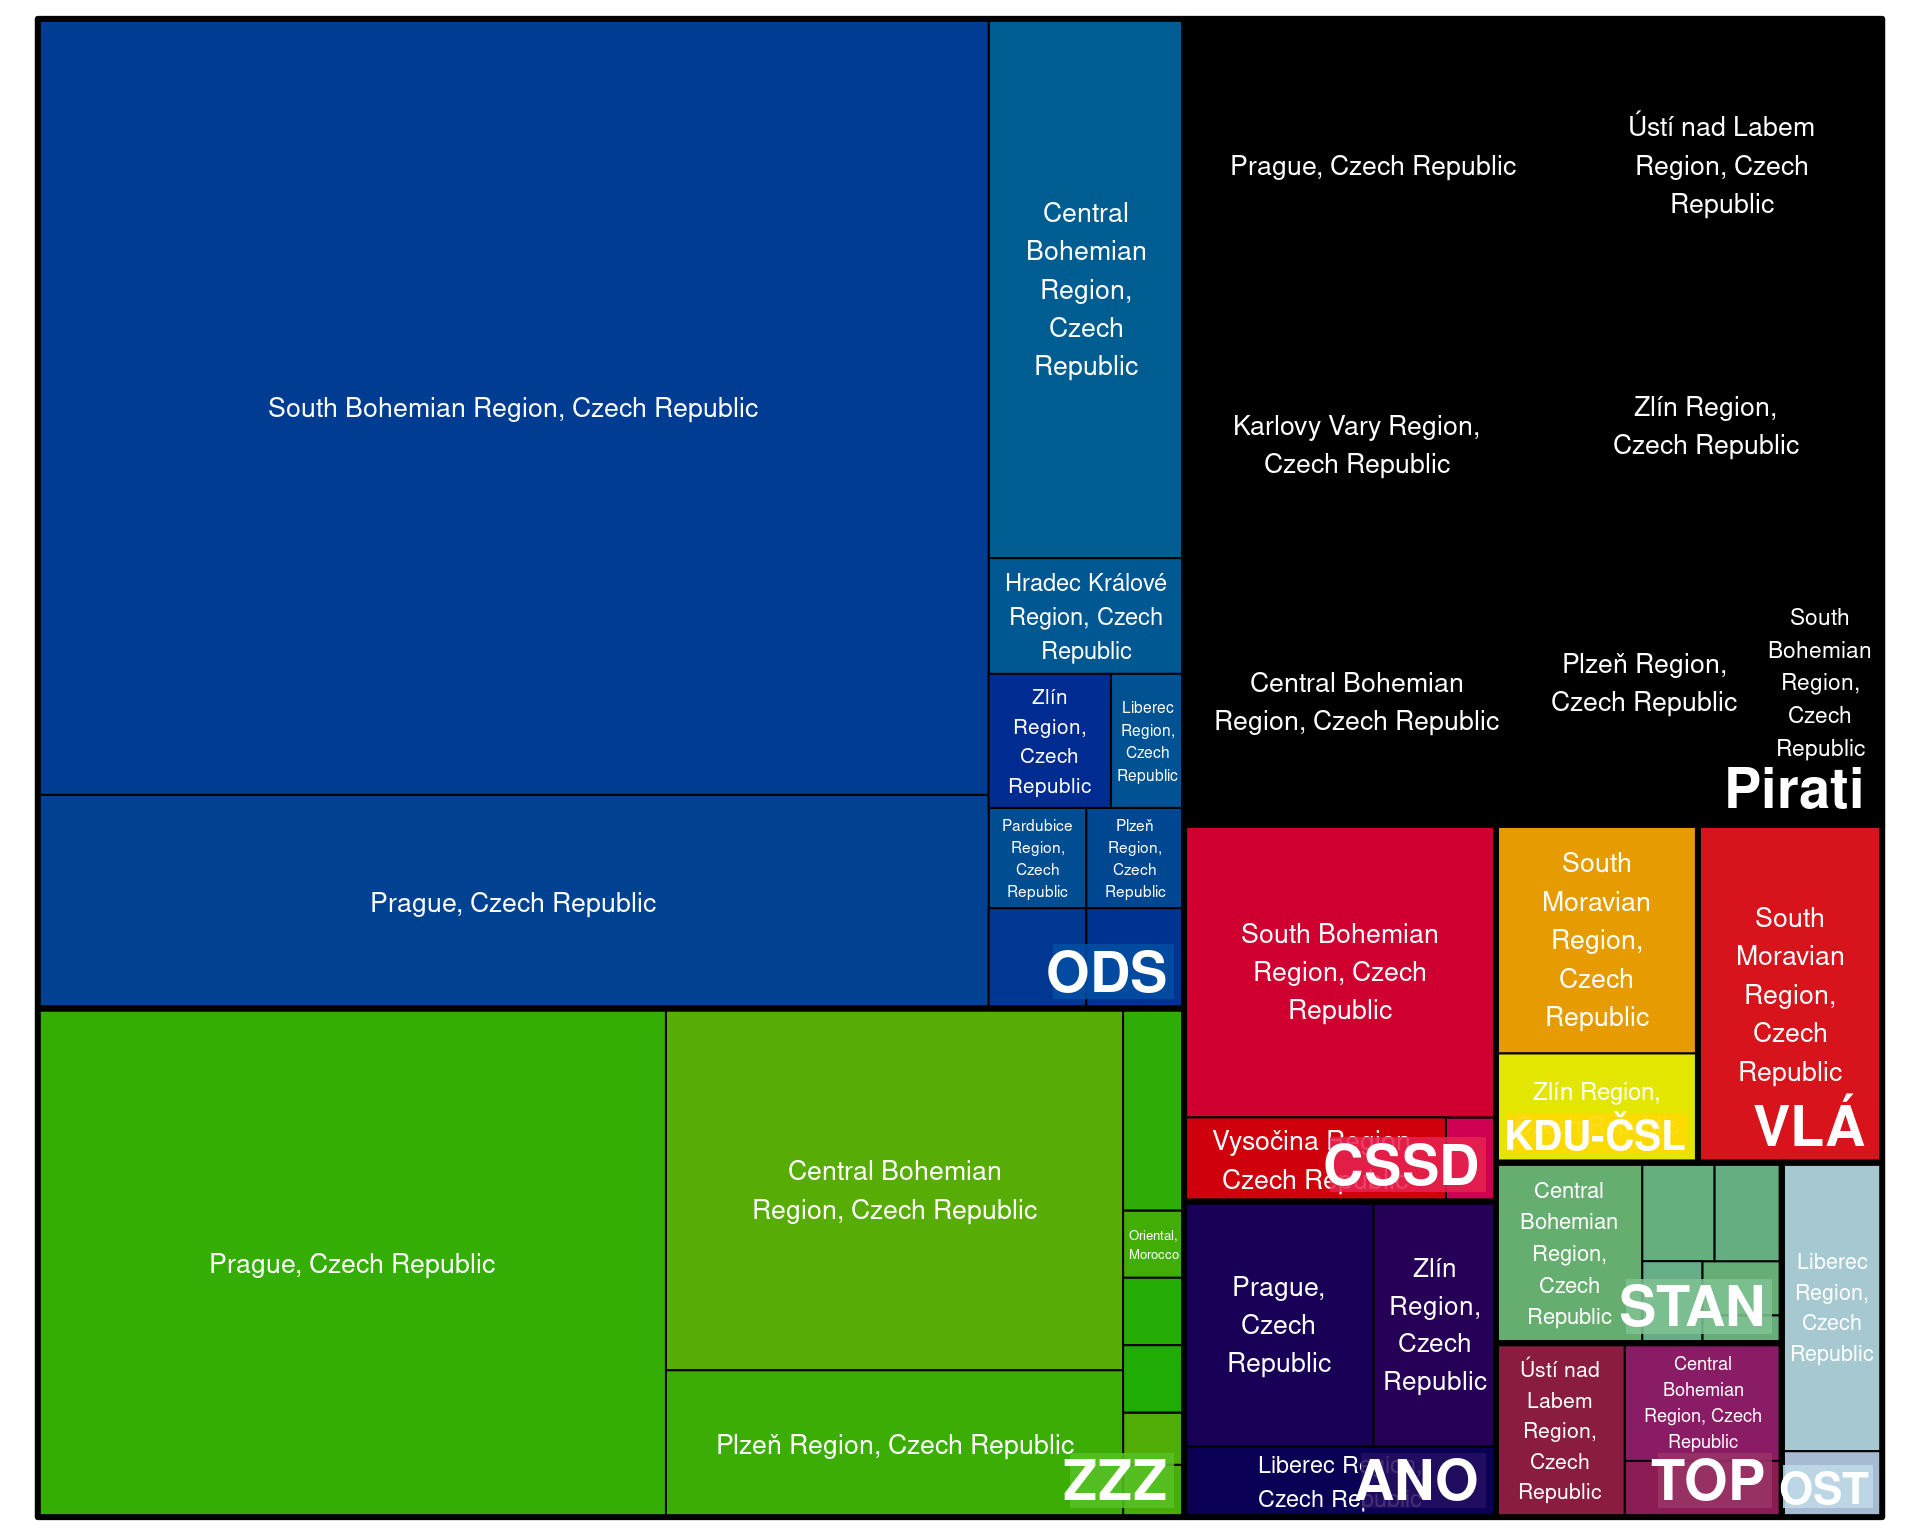 South Bohemian Region, Czech Republic
Prague, Czech Republic
Central
Bohemian
Region,
Czech
Republic
Hradec Králové
Region, Czech
Republic
Zlín
Region,
Czech
Republic
Liberec
Region,
Czech
Republic
Pardubice
Region,
Czech
Republic
Plzeň
Region,
Czech
Republic
ODS
Prague, Czech Republic
Central Bohemian
Region, Czech Republic
Plzeň Region, Czech Republic
Oriental,
Morocco
ZZZ
Prague, Czech Republic
Ústí nad Labem
Region, Czech
Republic
Karlovy Vary Region,
Czech Republic
Zlín Region,
Czech Republic
Central Bohemian
Region, Czech Republic
Plzeň Region,
Czech Republic
South
Bohemian
Region,
Czech
Republic
Pirati
South Bohemian
Region, Czech
Republic
Vysočina Region,
Czech Republic
CSSD
South
Moravian
Region,
Czech
Republic
Zlín Region,
KDU-ČSL
South
Moravian
Region,
Czech
Republic
VLÁ
Prague,
Czech
Republic
Zlín
Region,
Czech
Republic
Liberec Region,
Czech Republic
ANO
Central
Bohemian
Region,
Czech
Republic
STAN
Ústí nad
Labem
Region,
Czech
Republic
Central
Bohemian
Region, Czech
Republic
TOP
Liberec
Region,
Czech
Republic
OST